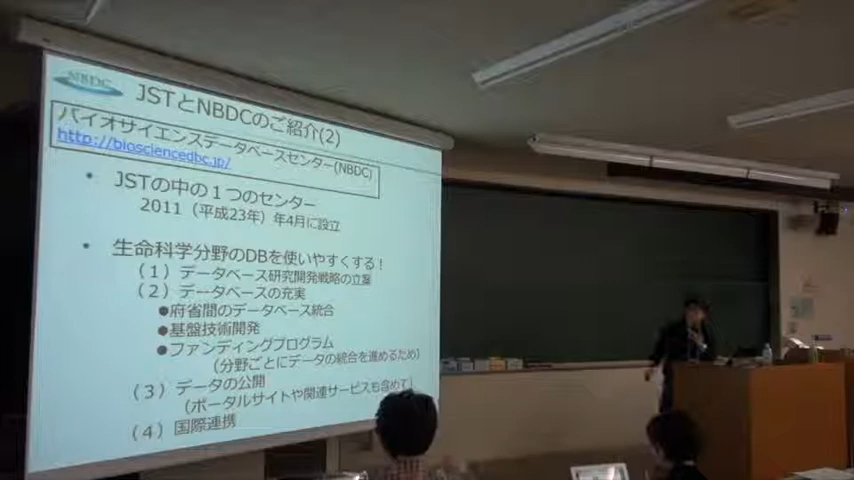 NBDC
JSTとNBDCのご紹介(2)
バイオサイエンスデータベースセンター(NBDC)
http://biosciencedbc.jp/
• JSTの中の1つのセンター
2011（平成23年）年4月に設立
• 生命科学分野のDBを使いやすくする！
（1）データベース研究開発戦略の立案
（2）データベースの充実
●府省間のデータベース統合
●基盤技術開発
●ファンディングプログラム
（分野ごとにデータの統合を進めるため）
（3）データの公開
（ポータルサイトや関連サービスも含めて）
（4）国際連携